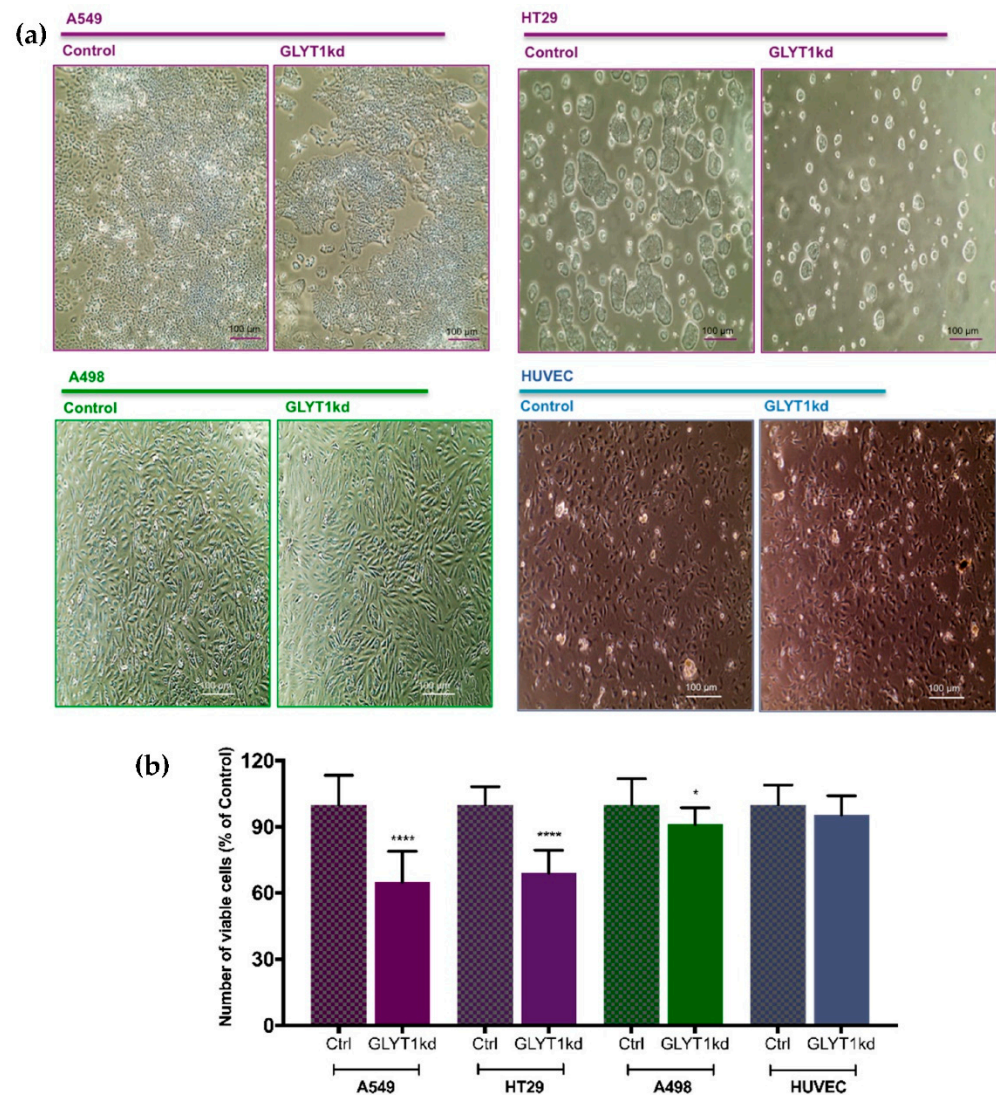 (a)
A549
Control GLYT1kd
HT29
Control GLYT1kd
100 µm 100 µm 100 µm 100 µm
A498
Control GLYT1kd
HUVEC
Control GLYT1kd
100 µm 100 µm 100 µm 100 µm
(b)
Number of viable cells (% of Control)
120
90
60
30
0
**** **** *
Ctrl GLYT1kd Ctrl GLYT1kd Ctrl GLYT1kd Ctrl GLYT1kd
A549 HT29 A498 HUVEC